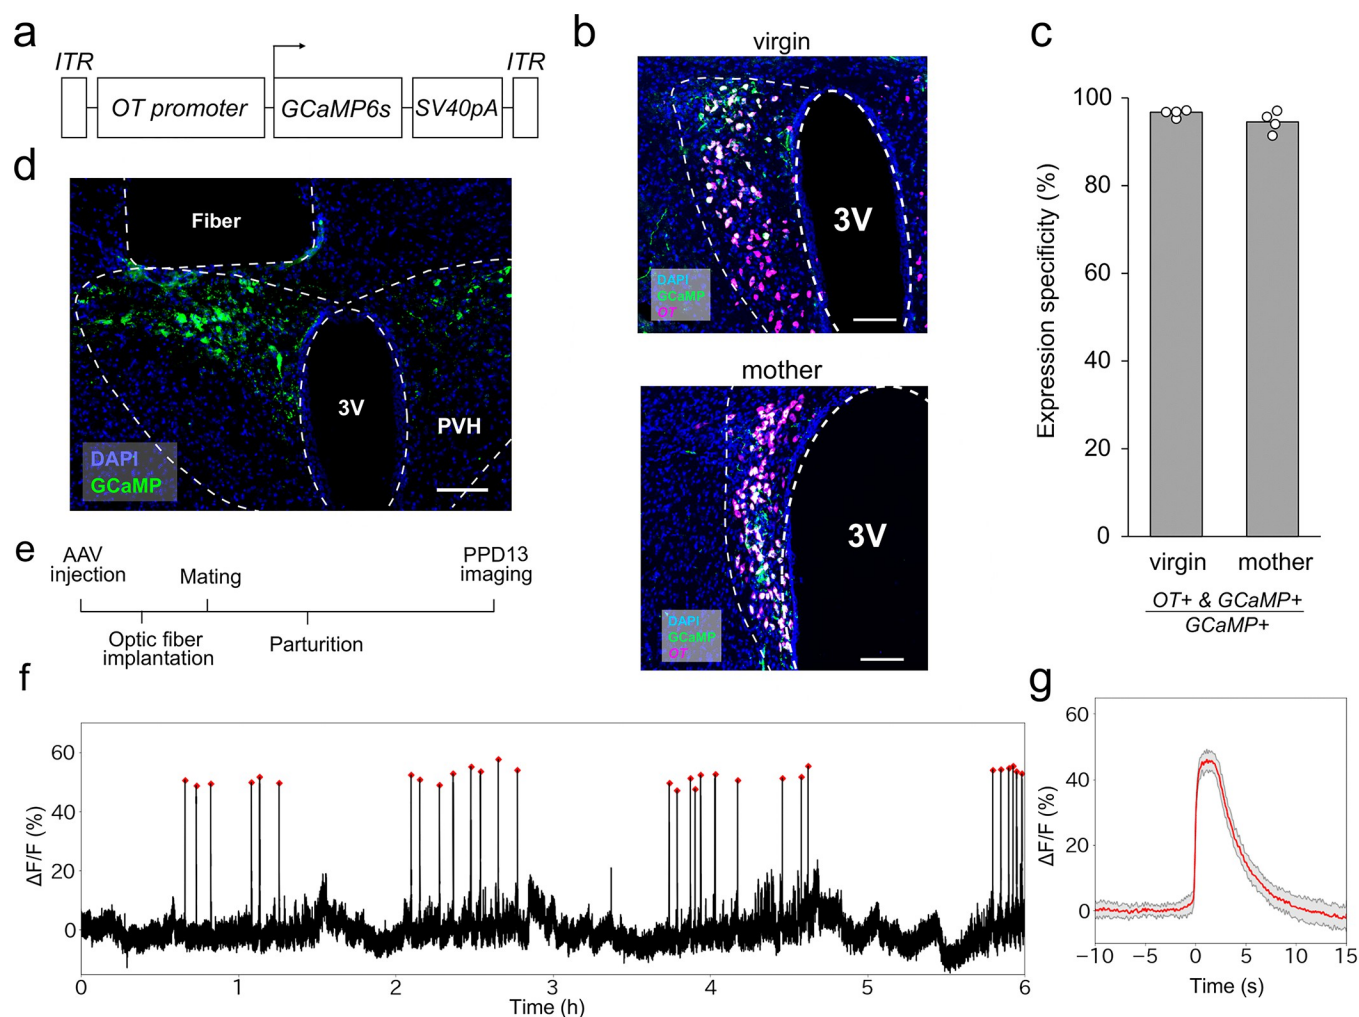 a
ITR
ITR
OT promoter
GCaMP6s
SV40pA
b
virgin
3V
DAPI
GCaMP
OT
mother
3V
DAPI
GCaMP
OT
c
Expression specificity (%)
100
80
60
40
20
0
virgin
mother
OT+ & GCaMP+
GCaMP+
d
Fiber
3V
PVH
DAPI
GCaMP
e
AAV
injection
Mating
PPD13
imaging
Optic fiber
implantation
Parturition
f
ΔF/F (%)
60
40
20
0
0 1 2 3 4 5 6
Time (h)
g
ΔF/F (%)
60
40
20
0
−10 −5 0 5 10 15
Time (s)